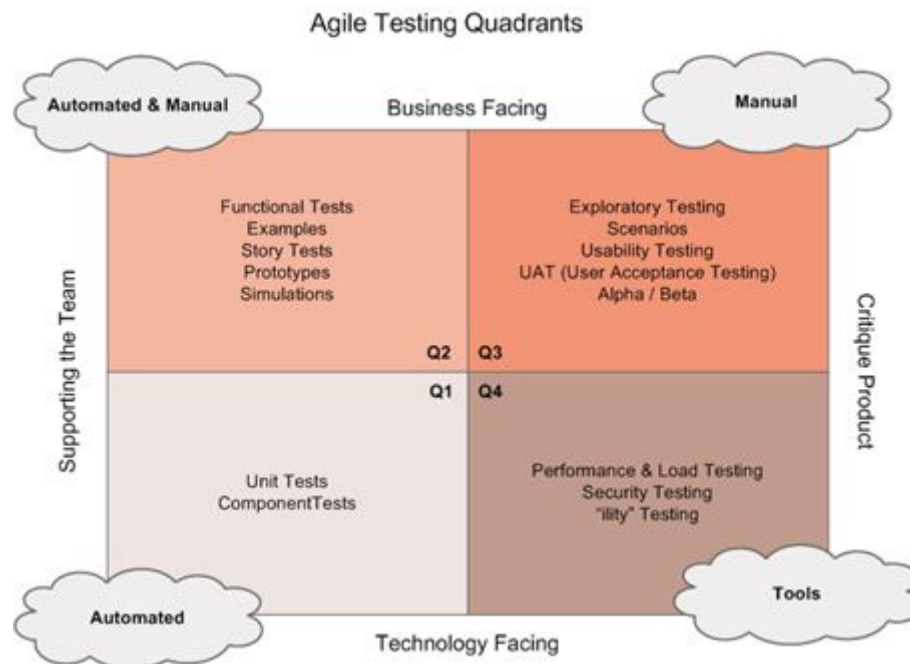 Agile Testing Quadrants
Automated & Manual
Business Facing
Manual
Functional Tests
Examples
Story Tests
Prototypes
Simulations
Exploratory Testing
Scenarios
Usability Testing
UAT (User Acceptance Testing)
Alpha / Beta
Supporting the Team
Critique Product
Q2
Q3
Q1
Q4
Unit Tests
ComponentTests
Performance & Load Testing
Security Testing
“ility” Testing
Automated
Tools
Technology Facing